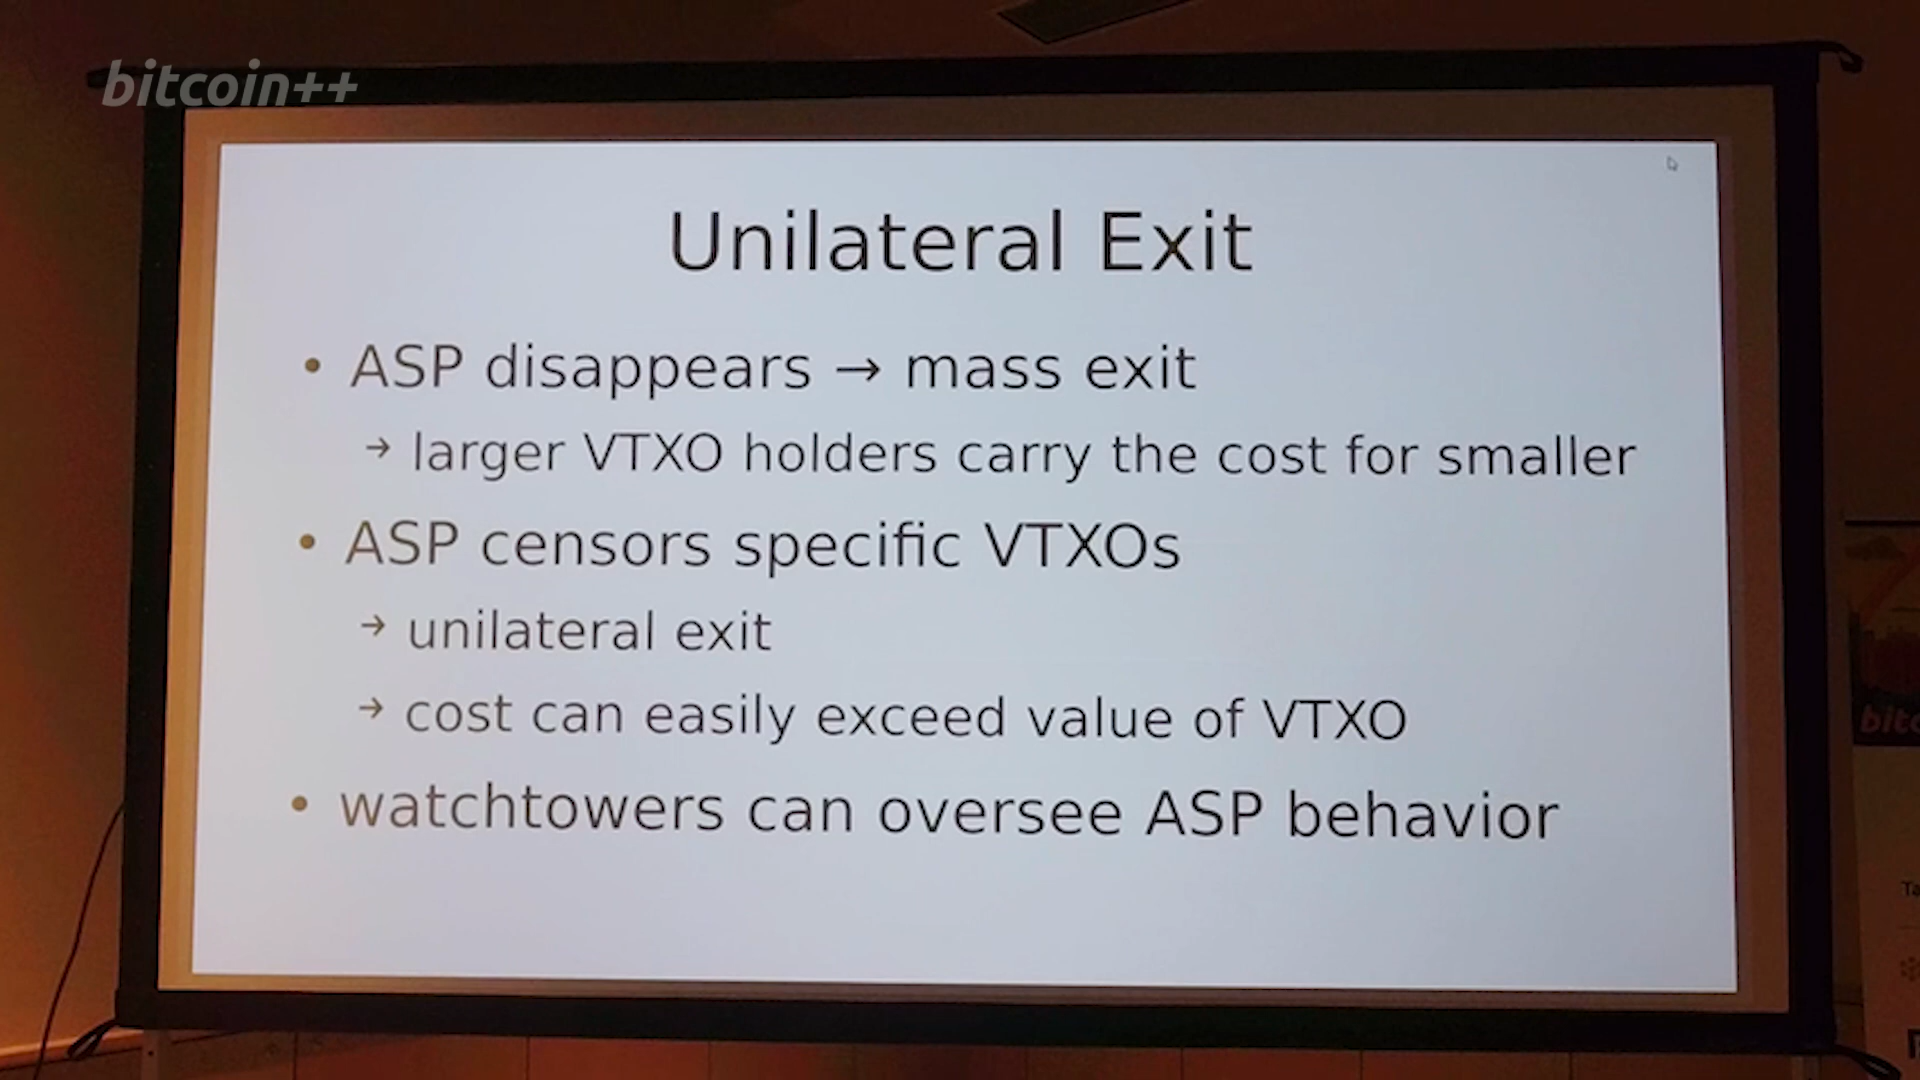 bitcoin++
Unilateral Exit
• ASP disappears → mass exit
→ larger VTXO holders carry the cost for smaller
• ASP censors specific VTXOs
→ unilateral exit
→ cost can easily exceed value of VTXO
• watchtowers can oversee ASP behavior